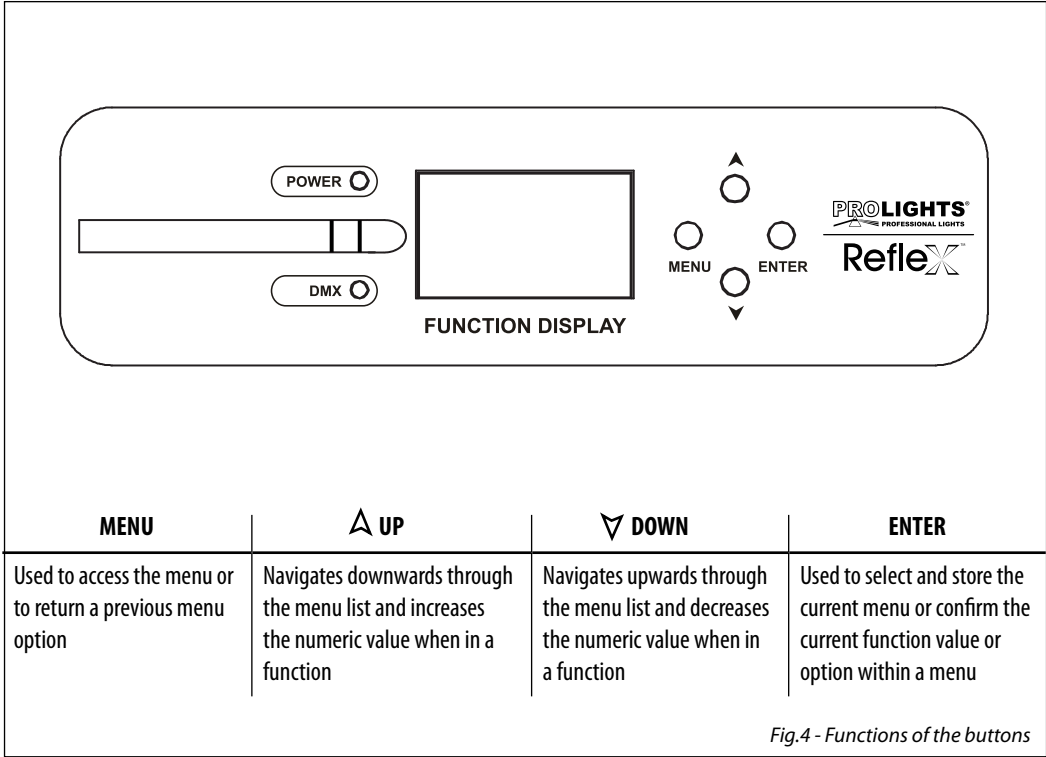 POWER
DMX
FUNCTION DISPLAY
MENU
ENTER
PROLIGHTS®
PROFESSIONAL LIGHTS
RefleX™
MENU
UP
DOWN
ENTER
Used to access the menu or
to return a previous menu
option
Navigates downwards through
the menu list and increases
the numeric value when in a
function
Navigates upwards through
the menu list and decreases
the numeric value when in
a function
Used to select and store the
current menu or confirm the
current function value or
option within a menu
Fig.4 - Functions of the buttons